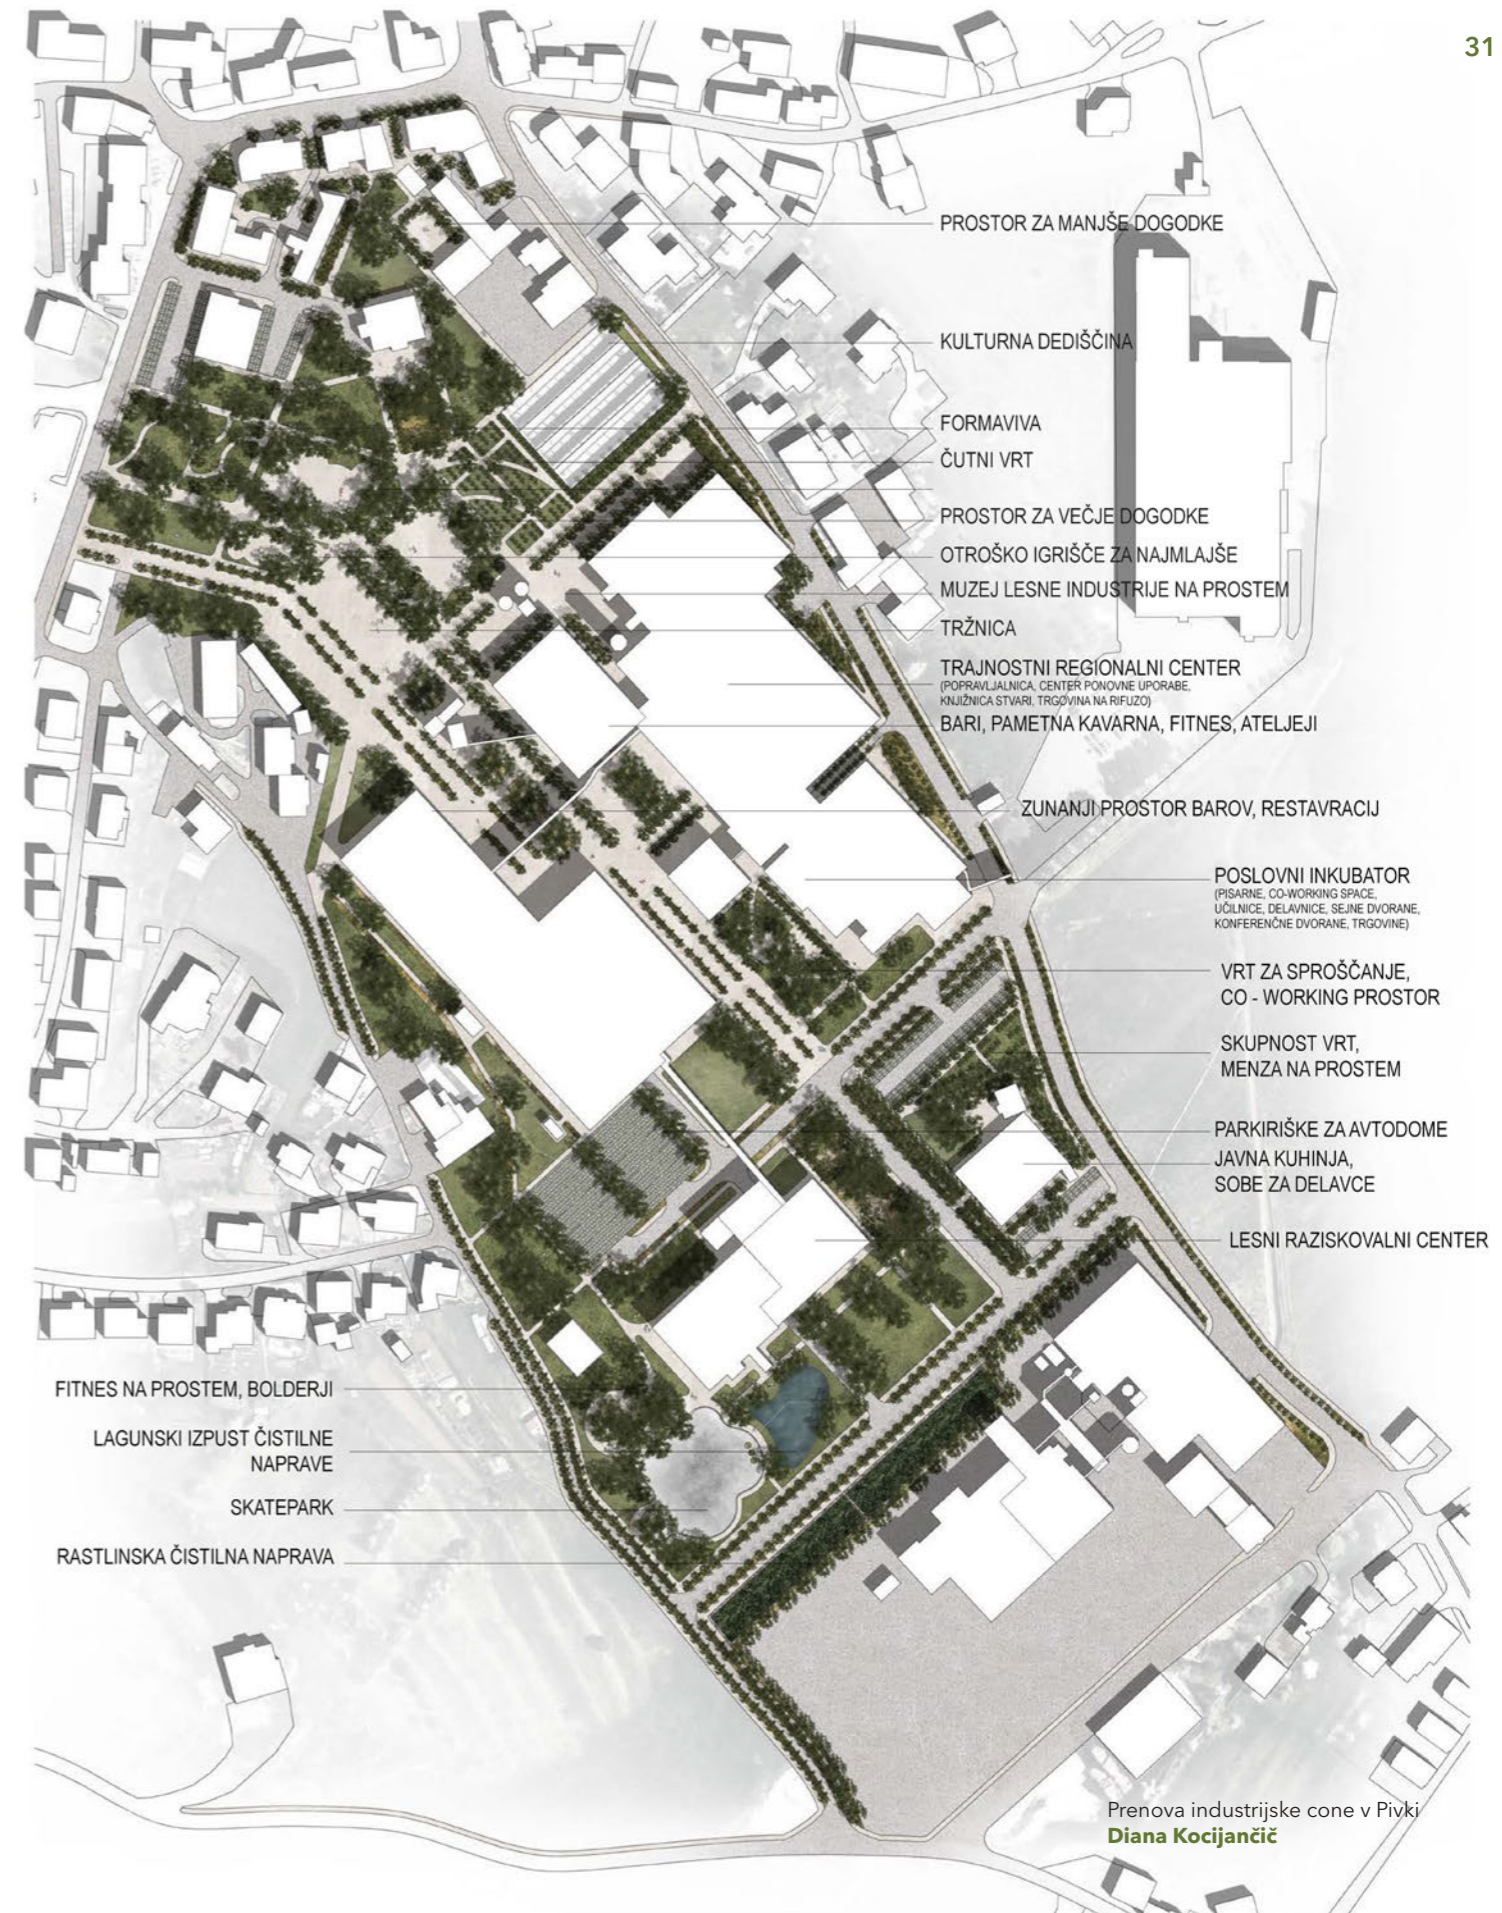 31
PROSTOR ZA MANJŠE DOGODKE
KULTURNA DEDIŠČINA
FORMAVIVA
ČUTNI VRT
PROSTOR ZA VEČJE DOGODKE
OTROŠKO IGRIŠČE ZA NAJMLAJŠE
MUZEJ LESNE INDUSTRIJE NA PROSTEM
TRŽNICA
TRAJNOSTNI REGIONALNI CENTER
(POPRAVLJALNICA, CENTER PONOVNE UPORABE,
KNJIŽNICA STVARI, TRGOVINA NA RIFUZO)
BARI, PAMETNA KAVARNA, FITNES, ATELJEJI
ZUNANJI PROSTOR BAROV, RESTAVRACIJ
POSLOVNI INKUBATOR
(PISARNE, CO-WORKING SPACE,
UČILNICE, DELAVNICE, SEJNE DVORANE,
KONFERENČNE DVORANE, TRGOVINE)
VRT ZA SPROŠČANJE,
CO - WORKING PROSTOR
SKUPNOST VRT,
MENZA NA PROSTEM
PARKIRIŠKE ZA AVTODOME
JAVNA KUHINJA,
SOBE ZA DELAVCE
LESNI RAZISKOVALNI CENTER
FITNES NA PROSTEM, BOLDERJI
LAGUNSKI IZPUST ČISTILNE
NAPRAVE
SKATEPARK
RASTLINSKA ČISTILNA NAPRAVA
Prenova industrijske cone v Pivki
Diana Kocijančič